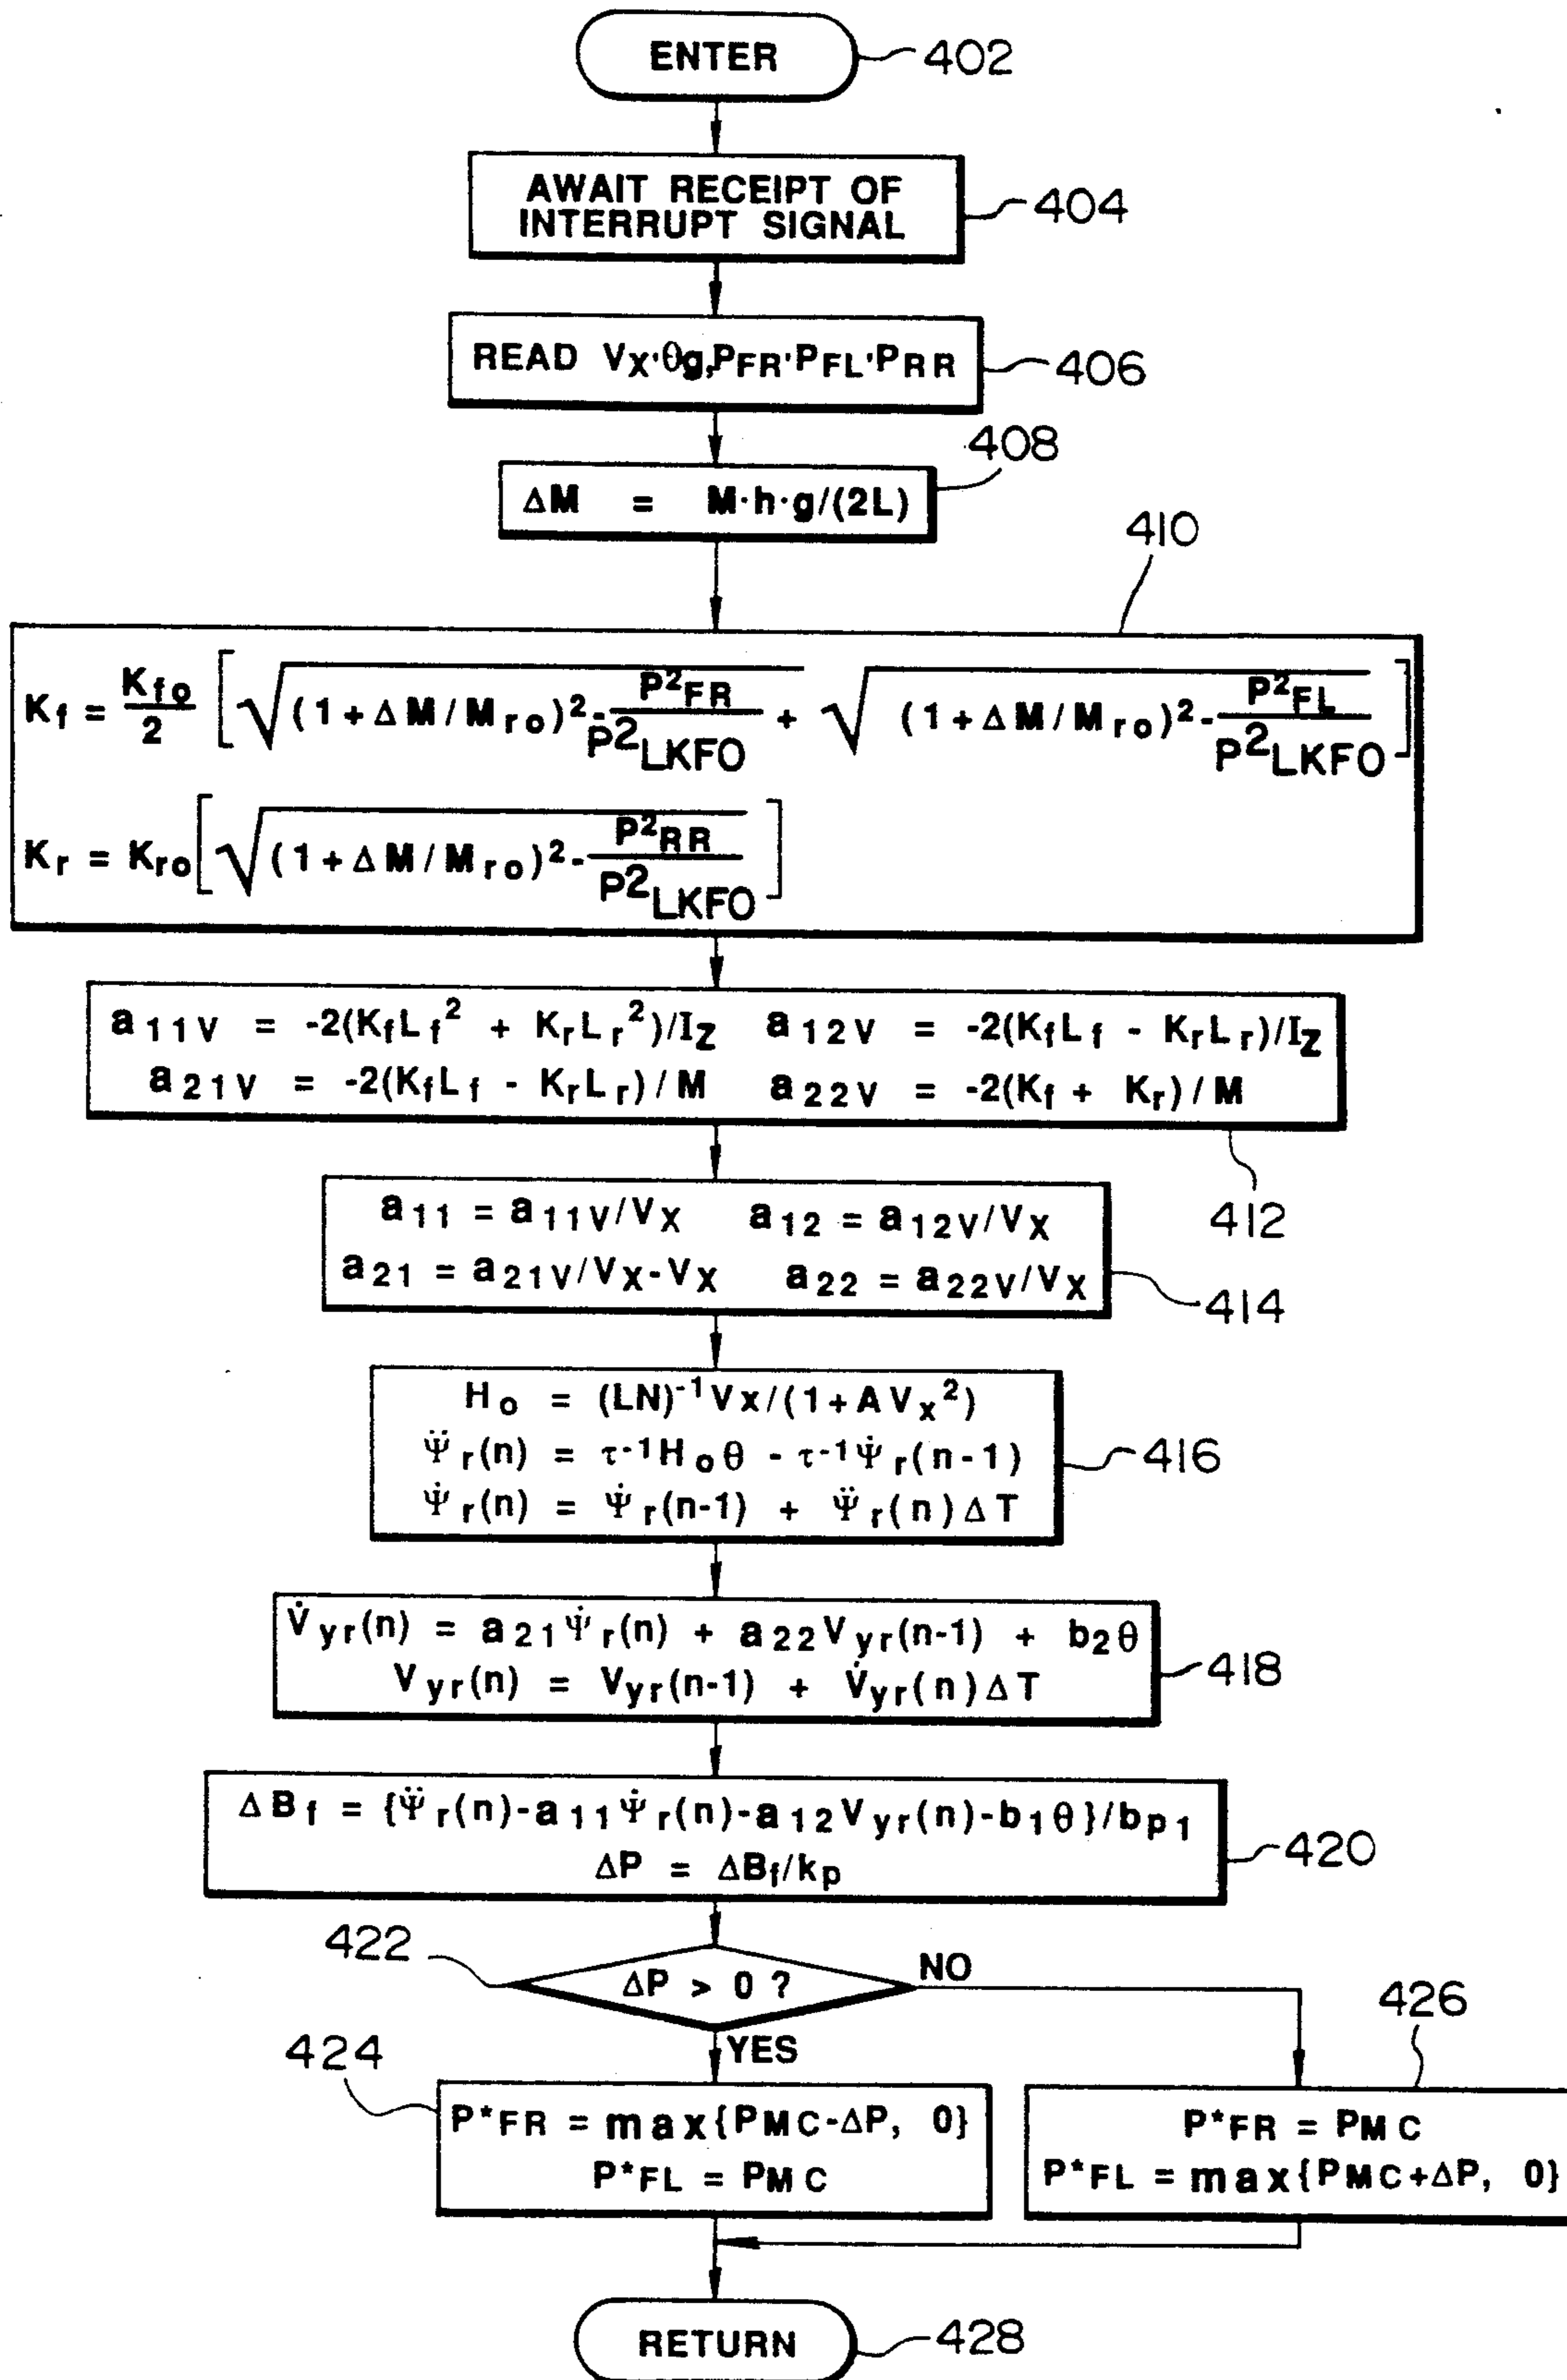 ENTER
402
AWAIT RECEIPT OF
INTERRUPT SIGNAL
404
READ VX·θg,PFR·PFL·PRR
406
408
ΔM = M·h·g/(2L)
410
Kf = Kfo/2 [√(1+ΔM/Mro)²-P²FR/P²LKFO + √(1+ΔM/Mro)²-P²FL/P²LKFO]
Kr = Kro[√(1+ΔM/Mro)²-P²RR/P²LKFO]
a11V = -2(KfLf² + KrLr²)/IZ a12V = -2(KfLf - KrLr)/IZ
a21V = -2(KfLf - KrLr)/M a22V = -2(Kf + Kr)/M
412
a11 = a11V/VX a12 = a12V/VX
a21 = a21V/VX-VX a22 = a22V/VX
414
Ho = (LN)⁻¹Vx/(1+AVx²)
Ψ̈r(n) = τ⁻¹Hoθ - τ⁻¹Ψ̇r(n-1)
Ψ̇r(n) = Ψ̇r(n-1) + Ψ̈r(n)ΔT
416
V̇yr(n) = a21Ψ̇r(n) + a22Vyr(n-1) + b2θ
Vyr(n) = Vyr(n-1) + V̇yr(n)ΔT
418
ΔBf = {Ψ̈r(n)-a11Ψ̇r(n)-a12Vyr(n)-b1θ}/bp1
ΔP = ΔBf/kp
420
422
ΔP > 0 ?
NO
YES
424
P*FR = max{PMC-ΔP, 0}
P*FL = PMC
426
P*FR = PMC
P*FL = max{PMC+ΔP, 0}
RETURN
428